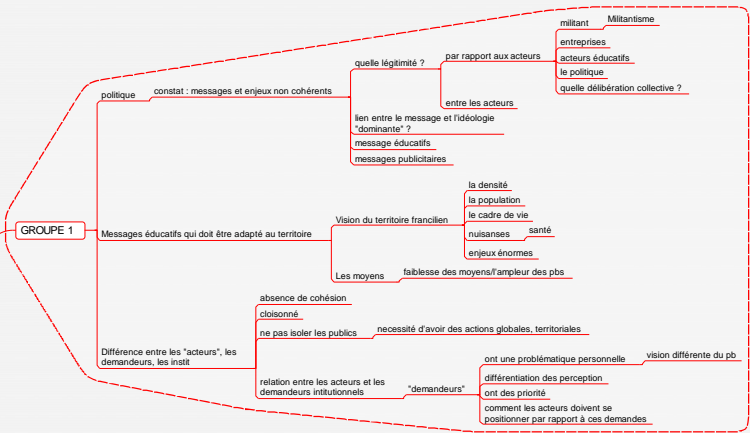 GROUPE 1
politique
constat : messages et enjeux non cohérents
quelle légitimité ?
par rapport aux acteurs
militant
Militantisme
entreprises
acteurs éducatifs
le politique
quelle délibération collective ?
entre les acteurs
lien entre le message et l'idéologie
"dominante" ?
message éducatifs
messages publicitaires
Messages éducatifs qui doit être adapté au territoire
Vision du territoire francilien
la densité
la population
le cadre de vie
nuisanses
santé
enjeux énormes
Les moyens
faiblesse des moyens/l'ampleur des pbs
Différence entre les "acteurs", les
demandeurs, les instit
absence de cohésion
cloisonné
ne pas isoler les publics
necessité d'avoir des actions globales, territoriales
relation entre les acteurs et les
demandeurs intitutionnels
"demandeurs"
ont une problématique personnelle
vision différente du pb
différentiation des perception
ont des priorité
comment les acteurs doivent se
positionner par rapport à ces demandes